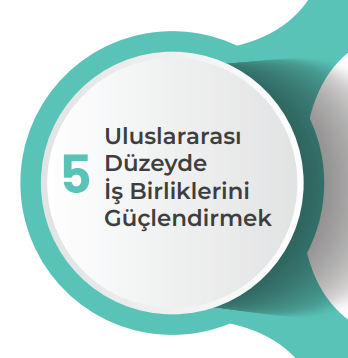 5
Uluslararası
Düzeyde
İş Birliklerini
Güçlendirmek